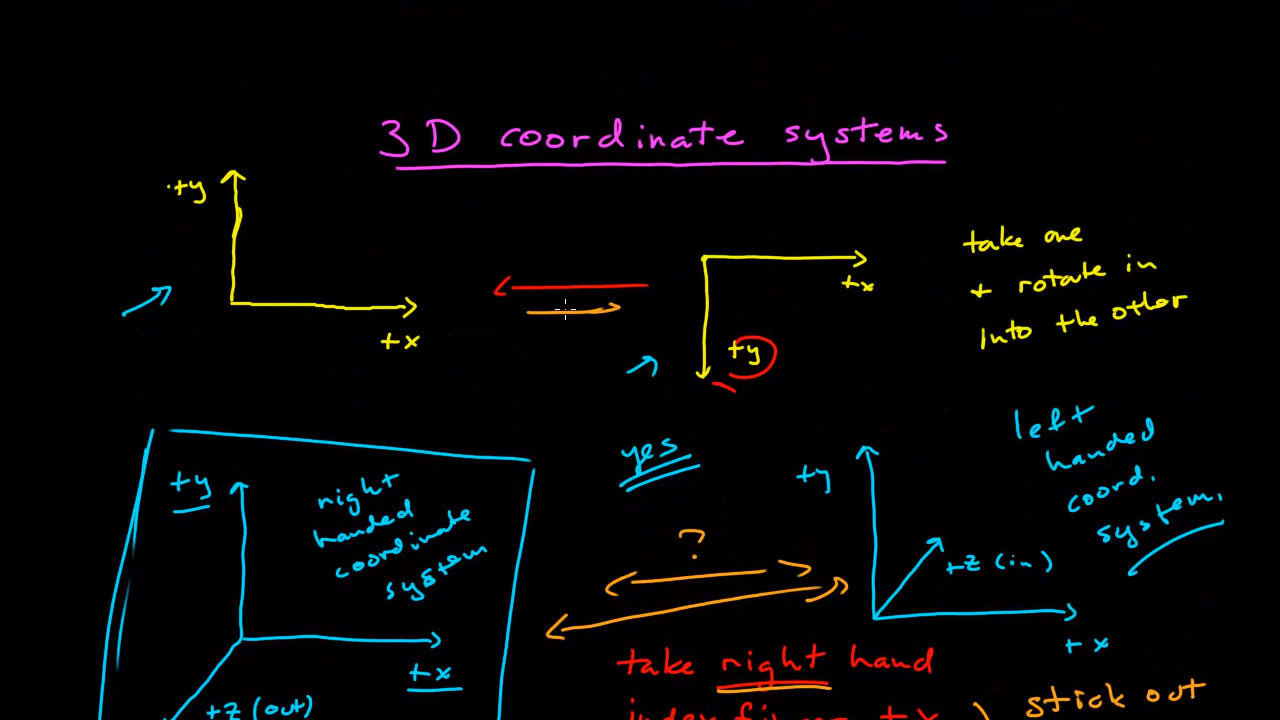 3D coordinate systems
+y
+x
+x
+y
take one
+ rotate in
into the other
+y
right
handed
coordinate
system
+x
+z (out)
yes
?
+y
+z (in)
+x
left
handed
coord.
system.
take right hand
+x
stick out